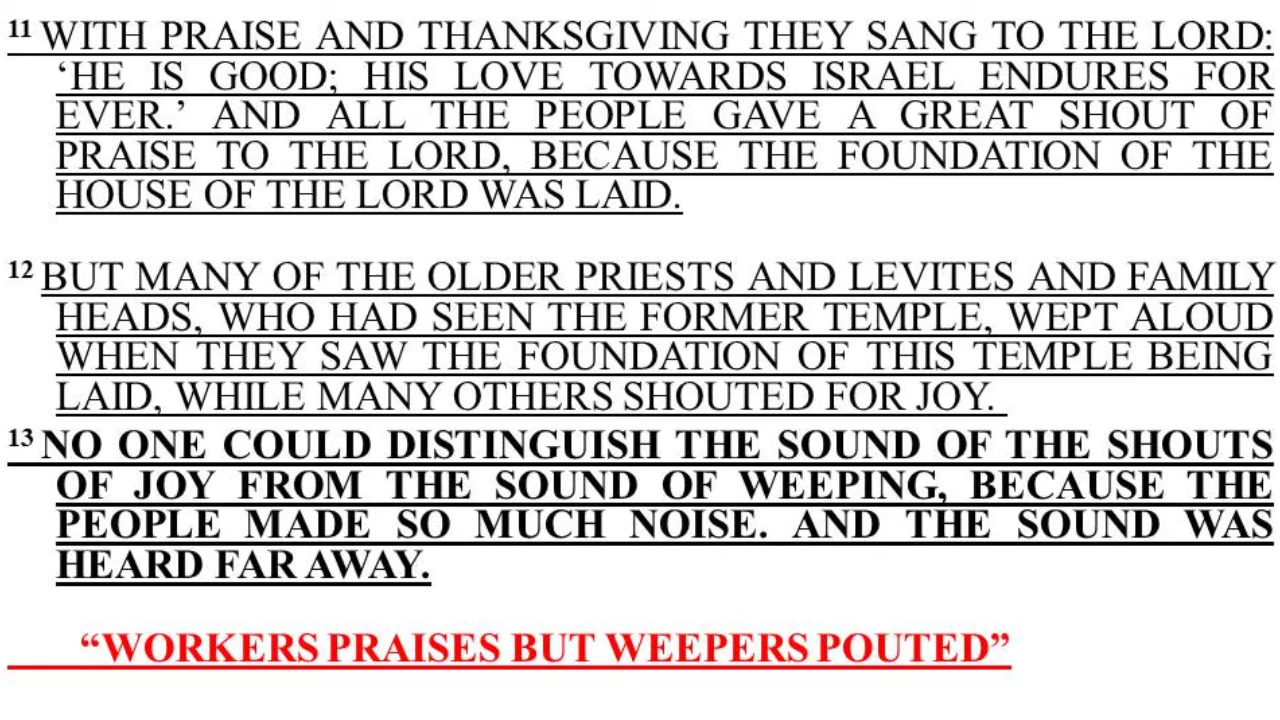 11 WITH PRAISE AND THANKSGIVING THEY SANG TO THE LORD:
‘HE IS GOOD; HIS LOVE TOWARDS ISRAEL ENDURES FOR
EVER.’ AND ALL THE PEOPLE GAVE A GREAT SHOUT OF
PRAISE TO THE LORD, BECAUSE THE FOUNDATION OF THE
HOUSE OF THE LORD WAS LAID.
12 BUT MANY OF THE OLDER PRIESTS AND LEVITES AND FAMILY
HEADS, WHO HAD SEEN THE FORMER TEMPLE, WEPT ALOUD
WHEN THEY SAW THE FOUNDATION OF THIS TEMPLE BEING
LAID, WHILE MANY OTHERS SHOUTED FOR JOY.
13 NO ONE COULD DISTINGUISH THE SOUND OF THE SHOUTS
OF JOY FROM THE SOUND OF WEEPING, BECAUSE THE
PEOPLE MADE SO MUCH NOISE. AND THE SOUND WAS
HEARD FAR AWAY.
“WORKERS PRAISES BUT WEEPERS POUTED”